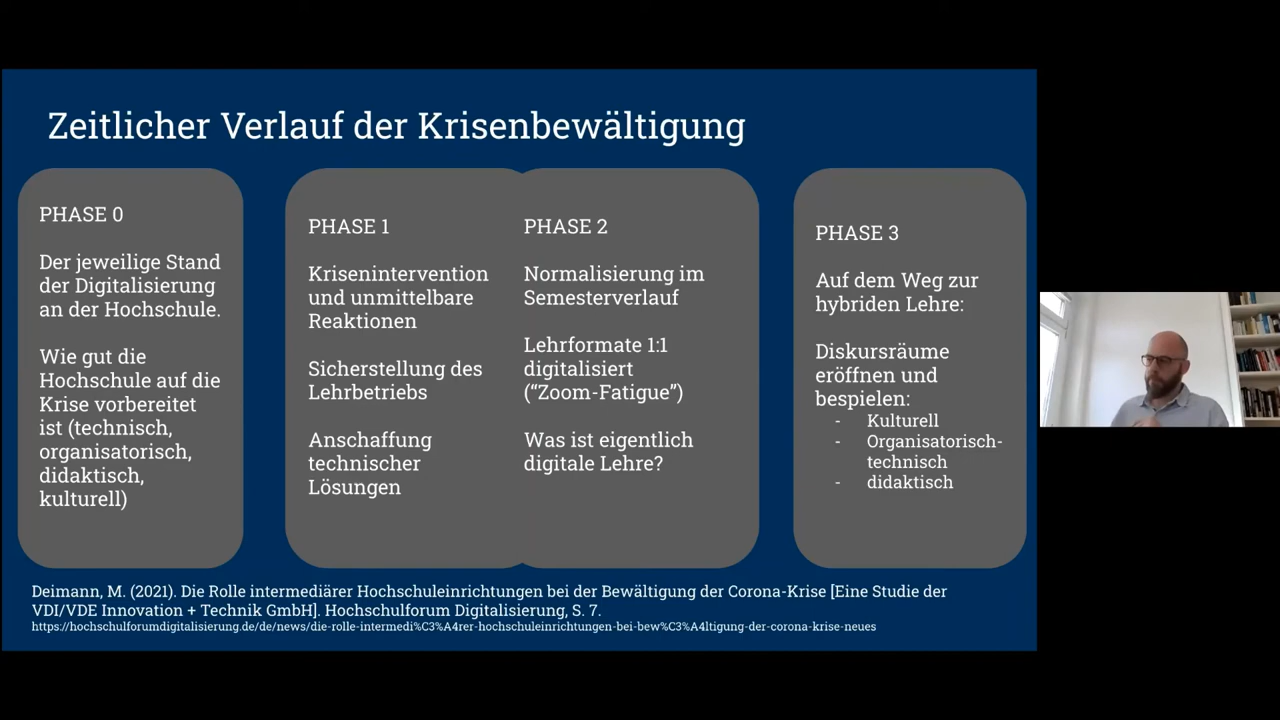 Zeitlicher Verlauf der Krisenbewältigung
PHASE 0
Der jeweilige Stand
der Digitalisierung
an der Hochschule.
Wie gut die
Hochschule auf die
Krise vorbereitet
ist (technisch,
organisatorisch,
didaktisch,
kulturell)
PHASE 1
Krisenintervention
und unmittelbare
Reaktionen
Sicherstellung des
Lehrbetriebs
Anschaffung
technischer
Lösungen
PHASE 2
Normalisierung im
Semesterverlauf
Lehrformate 1:1
digitalisiert
(“Zoom-Fatigue”)
Was ist eigentlich
digitale Lehre?
PHASE 3
Auf dem Weg zur
hybriden Lehre:
Diskursräume
eröffnen und
bespielen:
- Kulturell
- Organisatorisch-
technisch
- didaktisch
Deimann, M. (2021). Die Rolle intermediärer Hochschuleinrichtungen bei der Bewältigung der Corona-Krise [Eine Studie der
VDI/VDE Innovation + Technik GmbH]. Hochschulforum Digitalisierung, S. 7.
https://hochschulforumdigitalisierung.de/de/news/die-rolle-intermedi%C3%A4rer-hochschuleinrichtungen-bei-bew%C3%A4ltigung-der-corona-krise-neues